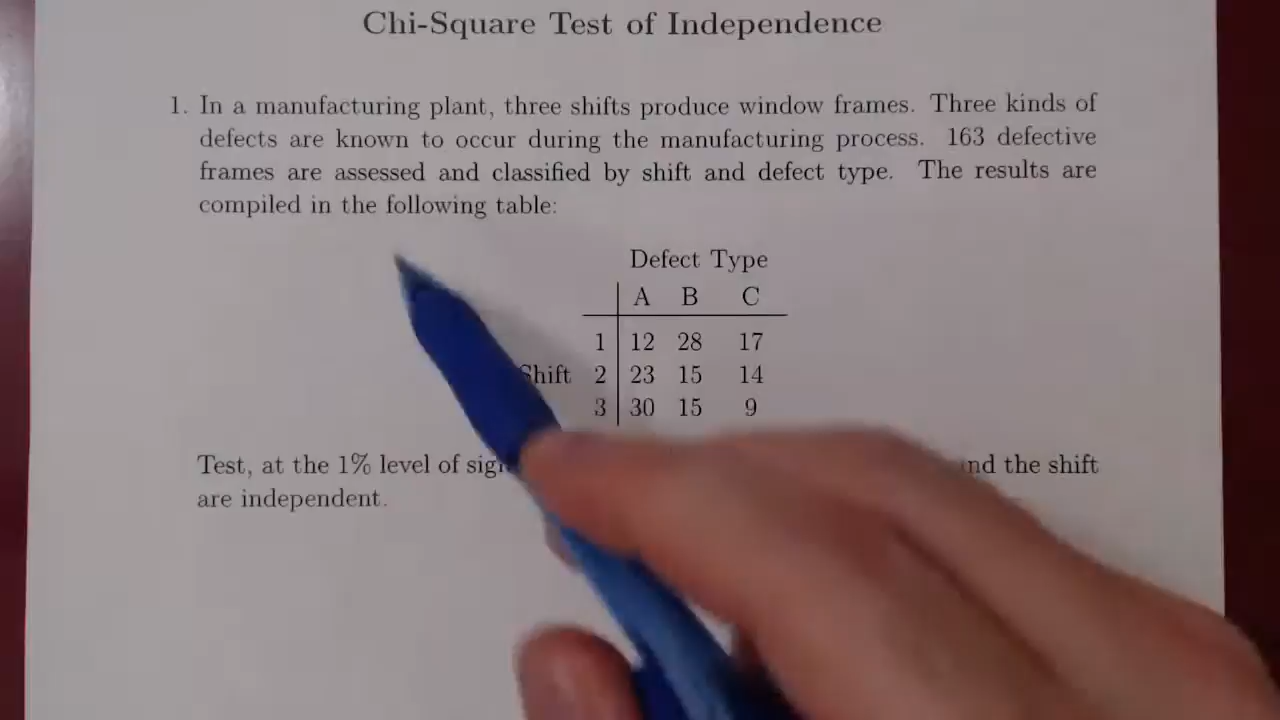 Chi-Square Test of Independence
1. In a manufacturing plant, three shifts produce window frames. Three kinds of
defects are known to occur during the manufacturing process. 163 defective
frames are assessed and classified by shift and defect type. The results are
compiled in the following table:
Defect Type
A B C
1 12 28 17
Shift 2 23 15 14
3 30 15 9
Test, at the 1% level of and the shift
are independent.